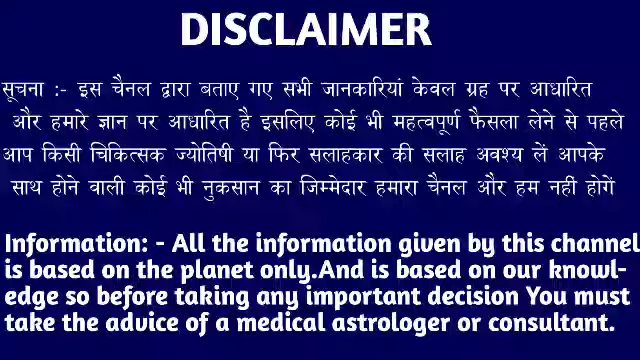 DISCLAIMER
सूचना :- इस चैनल द्वारा बताए गए सभी जानकारियां केवल ग्रह पर आधारित
और हमारे ज्ञान पर आधारित है इसलिए कोई भी महत्वपूर्ण फैसला लेने से पहले
आप किसी चिकित्सक ज्योतिषी या फिर सलाहकार की सलाह अवश्य लें आपके
साथ होने वाली कोई भी नुकसान का जिम्मेदार हमारा चैनल और हम नहीं होगें
Information: - All the information given by this channel
is based on the planet only.And is based on our knowl-
edge so before taking any important decision You must
take the advice of a medical astrologer or consultant.